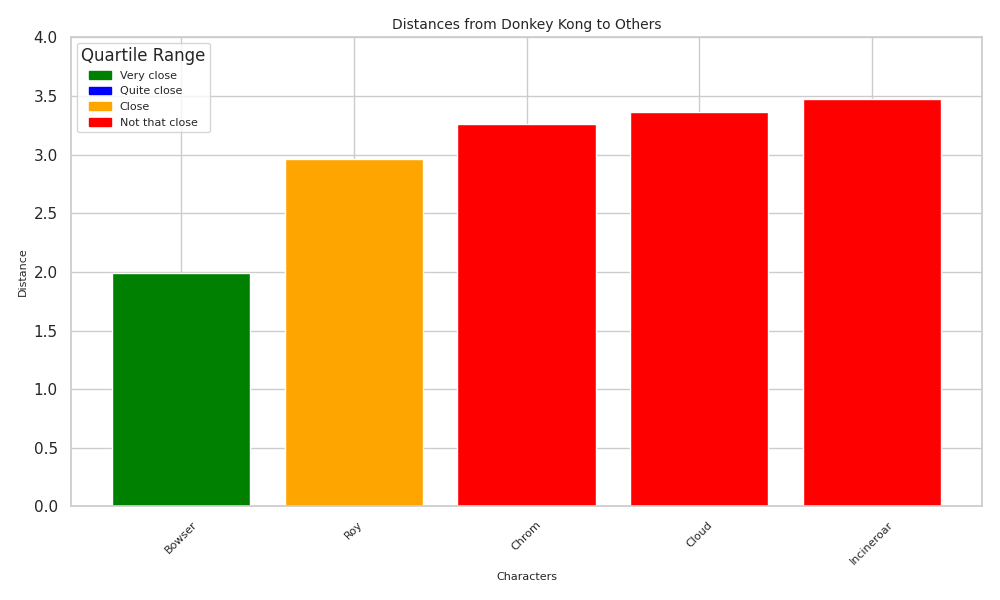 Distances from Donkey Kong to Others
Quartile Range
Very close
Quite close
Close
Not that close
4.0
3.5
3.0
2.5
2.0
1.5
1.0
0.5
0.0
Distance
Bowser
Roy
Chrom
Cloud
Incineroar
Characters